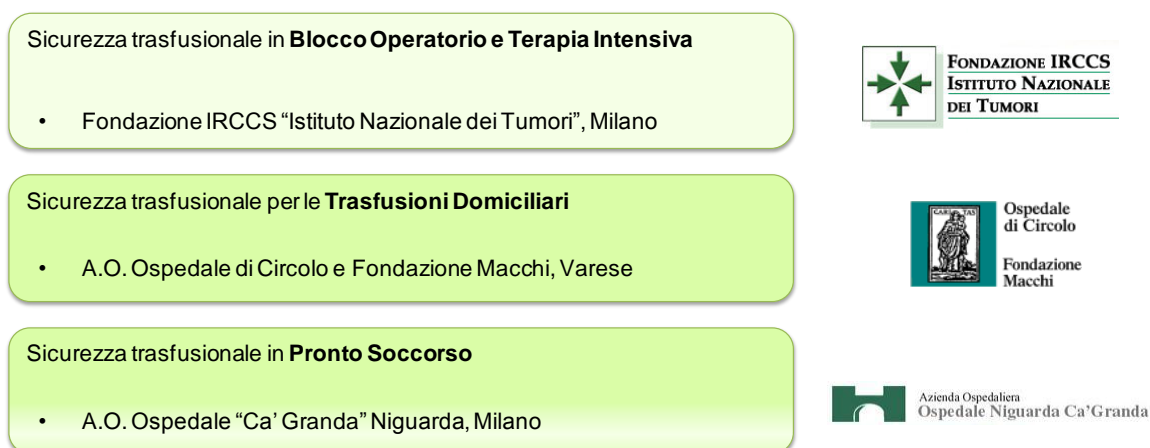 Sicurezza trasfusionale in Blocco Operatorio e Terapia Intensiva
• Fondazione IRCCS “Istituto Nazionale dei Tumori”, Milano
FONDAZIONE IRCCS
ISTITUTO NAZIONALE
DEI TUMORI
Sicurezza trasfusionale per le Trasfusioni Domiciliari
• A.O. Ospedale di Circolo e Fondazione Macchi, Varese
CARITAS
Ospedale
di Circolo
Fondazione
Macchi
Sicurezza trasfusionale in Pronto Soccorso
• A.O. Ospedale “Ca’ Granda” Niguarda, Milano
Azienda Ospedaliera
Ospedale Niguarda Ca’Granda